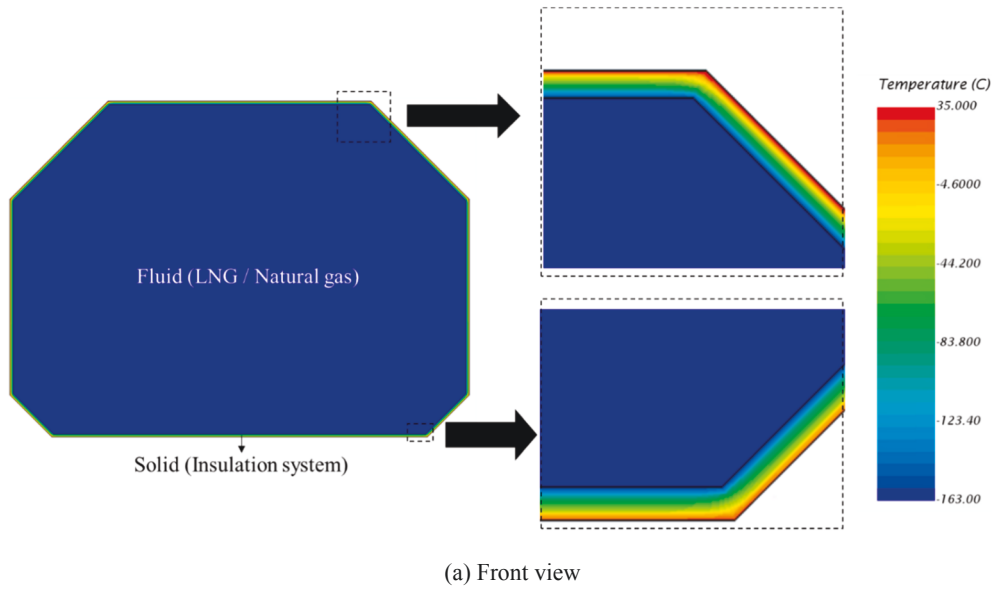 Temperature (C)
35.000
-4.6000
-44.200
-83.800
-123.40
-163.00
Fluid (LNG / Natural gas)
Solid (Insulation system)
(a) Front view